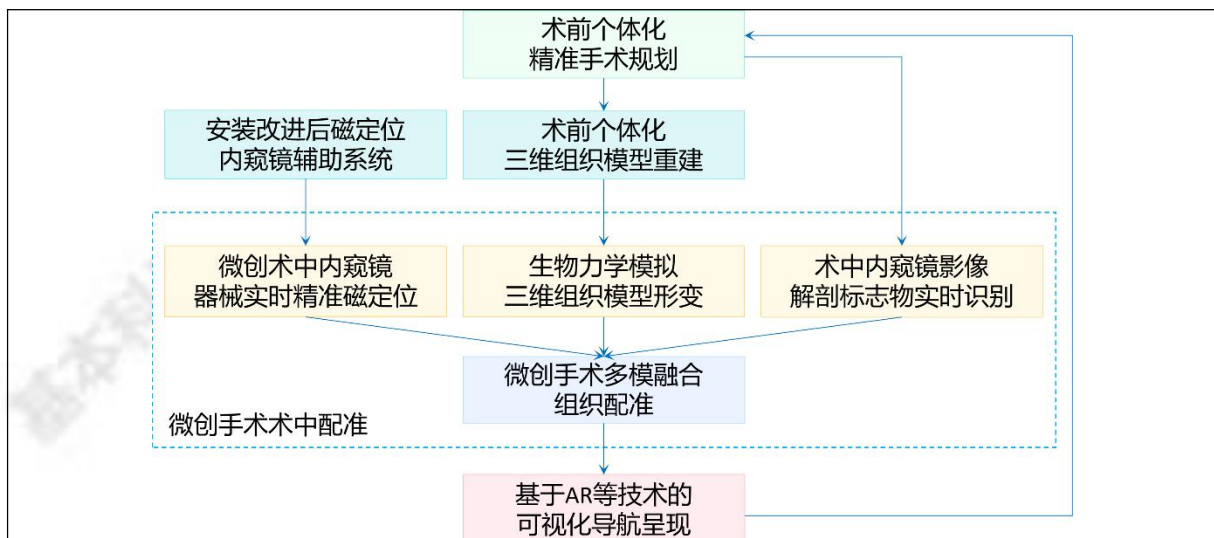 术前个体化
精准手术规划
安装改进后磁定位
内窥镜辅助系统
术前个体化
三维组织模型重建
微创术中内窥镜
器械实时精准磁定位
生物力学模拟
三维组织模型形变
术中内窥镜影像
解剖标志物实时识别
微创手术多模融合
组织配准
微创手术术中配准
基于AR等技术的
可视化导航呈现